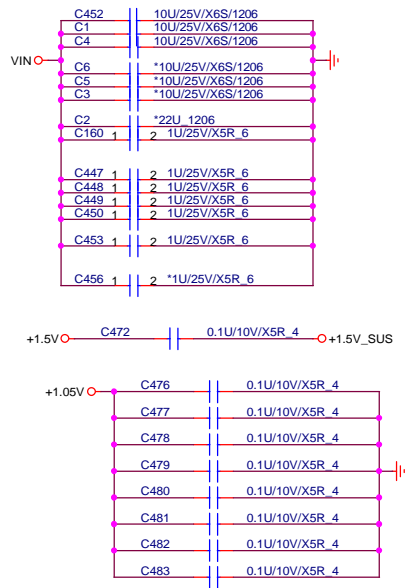 C452 10U/25V/X6S/1206
C1 10U/25V/X6S/1206
C4 10U/25V/X6S/1206
VIN
C6 *10U/25V/X6S/1206
C5 *10U/25V/X6S/1206
C3 *10U/25V/X6S/1206
C2 *22U_1206
C160 1 2 1U/25V/X5R_6
C447 1 2 1U/25V/X5R_6
C448 1 2 1U/25V/X5R_6
C449 1 2 1U/25V/X5R_6
C450 1 2 1U/25V/X5R_6
C453 1 2 1U/25V/X5R_6
C456 1 2 *1U/25V/X5R_6
+1.5V C472 0.1U/10V/X5R_4 +1.5V_SUS
+1.05V C476 0.1U/10V/X5R_4
C477 0.1U/10V/X5R_4
C478 0.1U/10V/X5R_4
C479 0.1U/10V/X5R_4
C480 0.1U/10V/X5R_4
C481 0.1U/10V/X5R_4
C482 0.1U/10V/X5R_4
C483 0.1U/10V/X5R_4